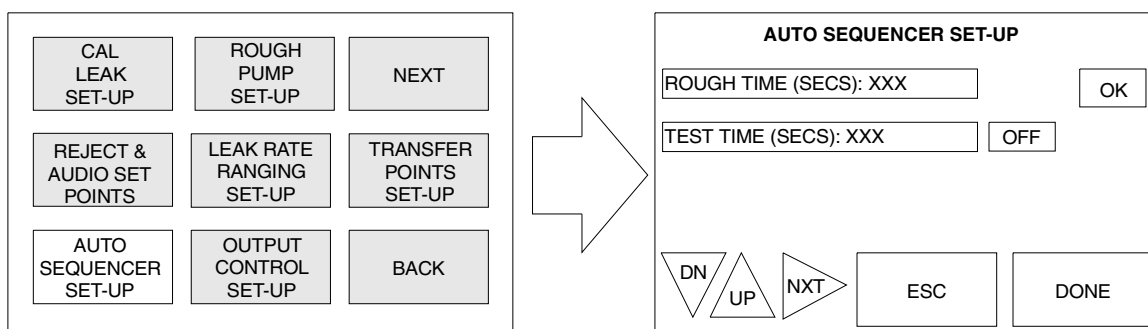 CAL
LEAK
SET-UP
ROUGH
PUMP
SET-UP
NEXT
REJECT &
AUDIO SET
POINTS
LEAK RATE
RANGING
SET-UP
TRANSFER
POINTS
SET-UP
AUTO
SEQUENCER
SET-UP
OUTPUT
CONTROL
SET-UP
BACK
AUTO SEQUENCER SET-UP
ROUGH TIME (SECS): XXX
OK
TEST TIME (SECS): XXX
OFF
DN
UP
NXT
ESC
DONE